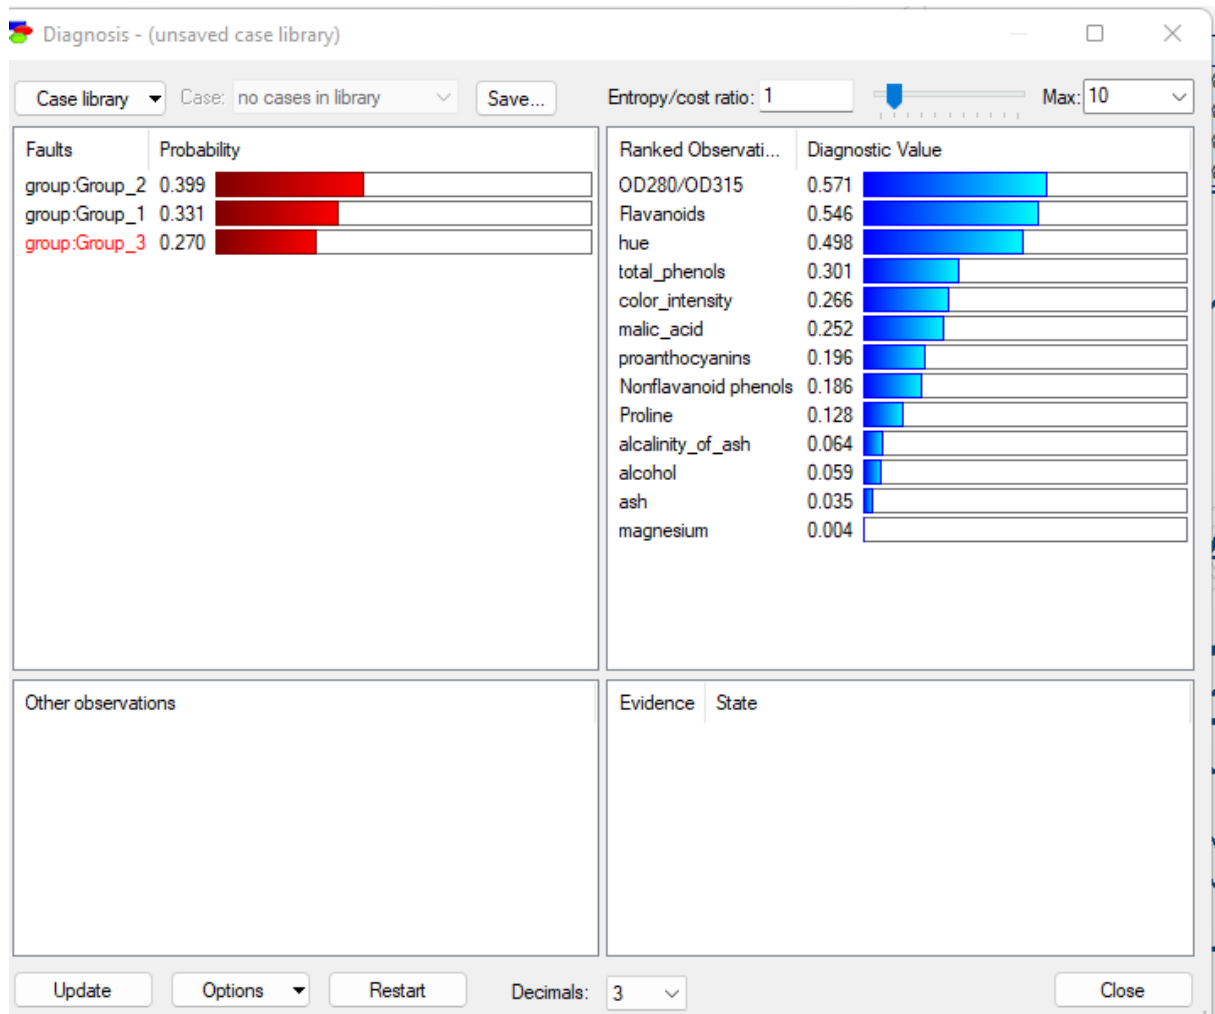 Diagnosis - (unsaved case library)
Case library Case: no cases in library Save... Entropy/cost ratio: 1 Max: 10
Faults Probability
group:Group_2 0.399
group:Group_1 0.331
group:Group_3 0.270
Ranked Observati... Diagnostic Value
OD280/OD315 0.571
Flavanoids 0.546
hue 0.498
total_phenols 0.301
color_intensity 0.266
malic_acid 0.252
proanthocyanins 0.196
Nonflavanoid phenols 0.186
Proline 0.128
alcalinity_of_ash 0.064
alcohol 0.059
ash 0.035
magnesium 0.004
Other observations
Evidence State
Update Options Restart Decimals: 3 Close